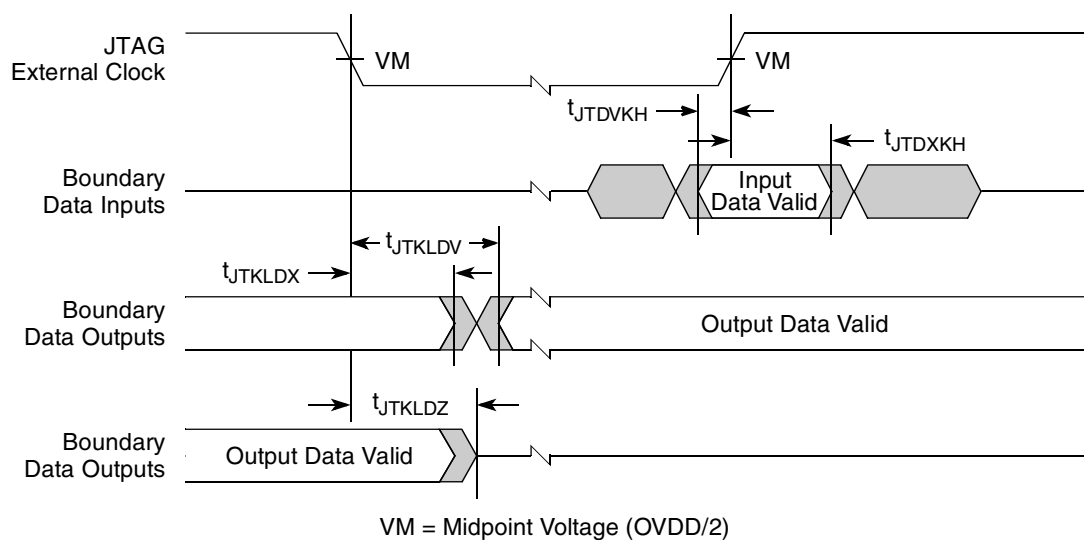 JTAG
External Clock
VM
VM
tJTDVKH
tJTDXKH
Boundary
Data Inputs
Input
Data Valid
tJTKLDV
tJTKLDX
Boundary
Data Outputs
Output Data Valid
tJTKLDZ
Boundary
Data Outputs
Output Data Valid
VM = Midpoint Voltage (OVDD/2)